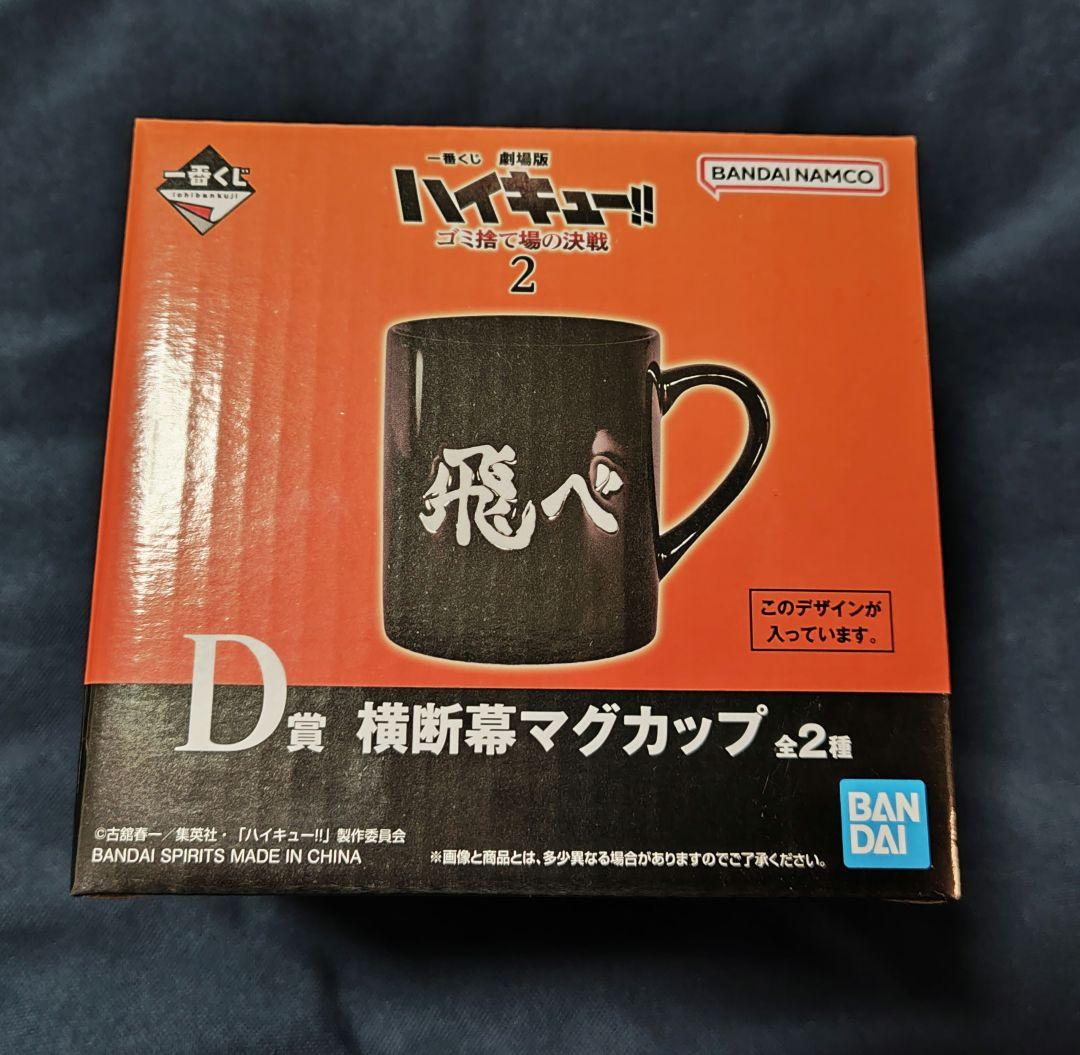 一番くじ
ichibankuji
一番くじ 劇場版
ハイキュー!!
ゴミ捨て場の決戦
2
BANDAI NAMCO
飛べ
このデザインが
入っています。
D賞 横断幕マグカップ 全2種
BAN
DAI
©古舘春一／集英社・「ハイキュー!!」製作委員会
BANDAI SPIRITS MADE IN CHINA
※画像と商品とは、多少異なる場合がありますのでご了承ください。